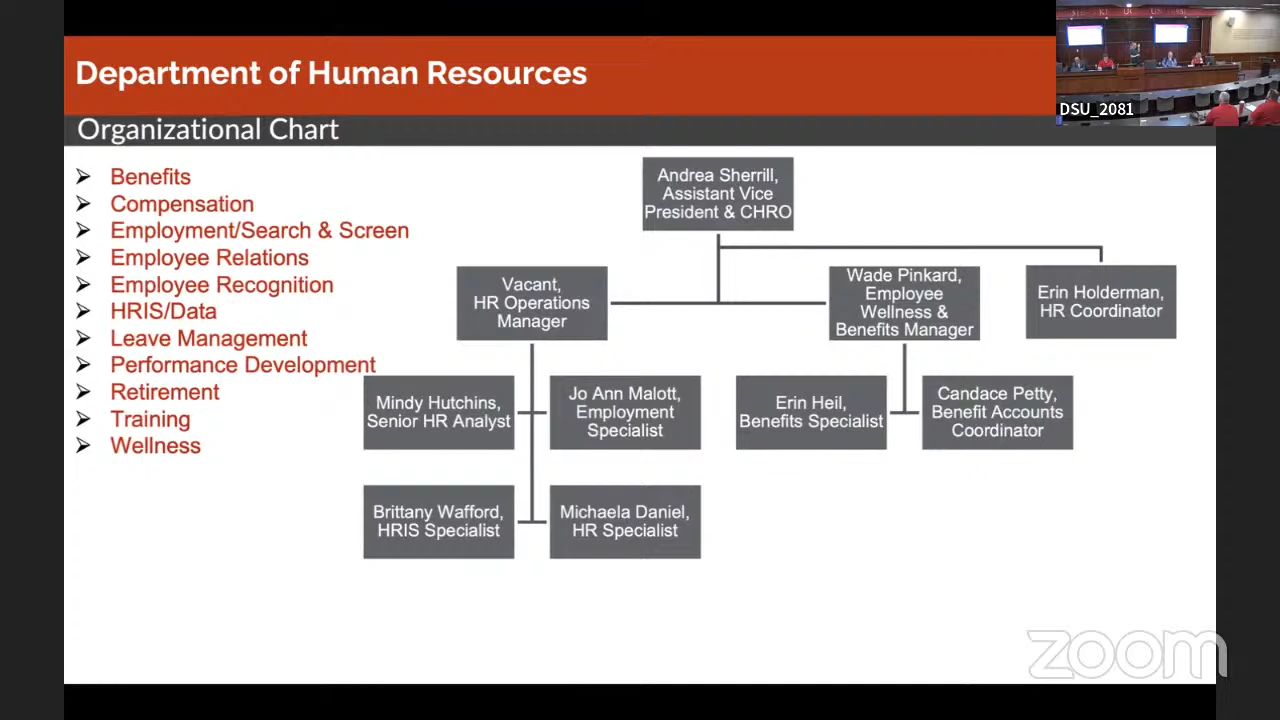 Department of Human Resources
Organizational Chart
DSU_2081
Benefits
Compensation
Employment/Search & Screen
Employee Relations
Employee Recognition
HRIS/Data
Leave Management
Performance Development
Retirement
Training
Wellness
Andrea Sherrill,
Assistant Vice
President & CHRO
Vacant,
HR Operations
Manager
Wade Pinkard,
Employee
Wellness &
Benefits Manager
Erin Holderman,
HR Coordinator
Mindy Hutchins,
Senior HR Analyst
Jo Ann Malott,
Employment
Specialist
Erin Heil,
Benefits Specialist
Candace Petty,
Benefit Accounts
Coordinator
Brittany Wafford,
HRIS Specialist
Michaela Daniel,
HR Specialist
zoom